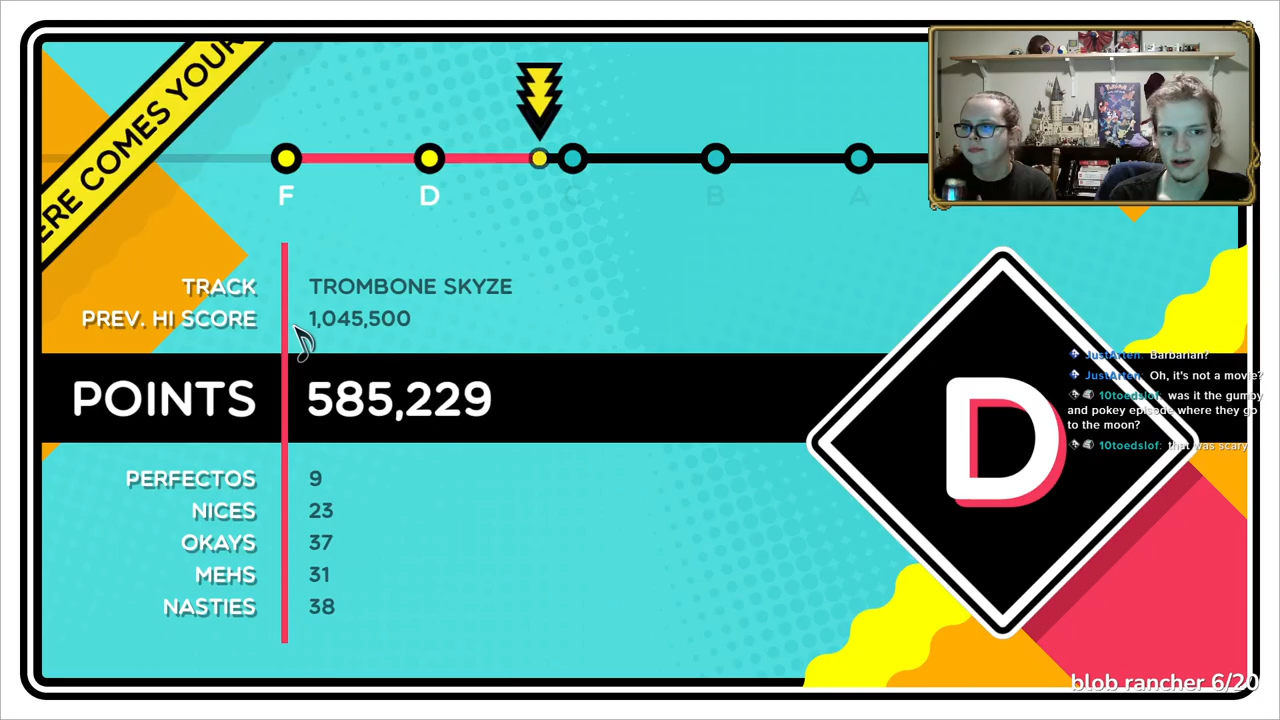 ERE COMES YOUR
F D C B A
TRACK TROMBONE SKYZE
PREV. HI SCORE 1,045,500
POINTS 585,229
PERFECTOS 9
NICES 23
OKAYS 37
MEHS 31
NASTIES 38
D
JustArten: Barbarian?
JustArten: Oh, it's not a movie?
10toedslof: was it the gumby
and pokey episode where they go
to the moon?
10toedslof: that was scary
blob rancher 6/20